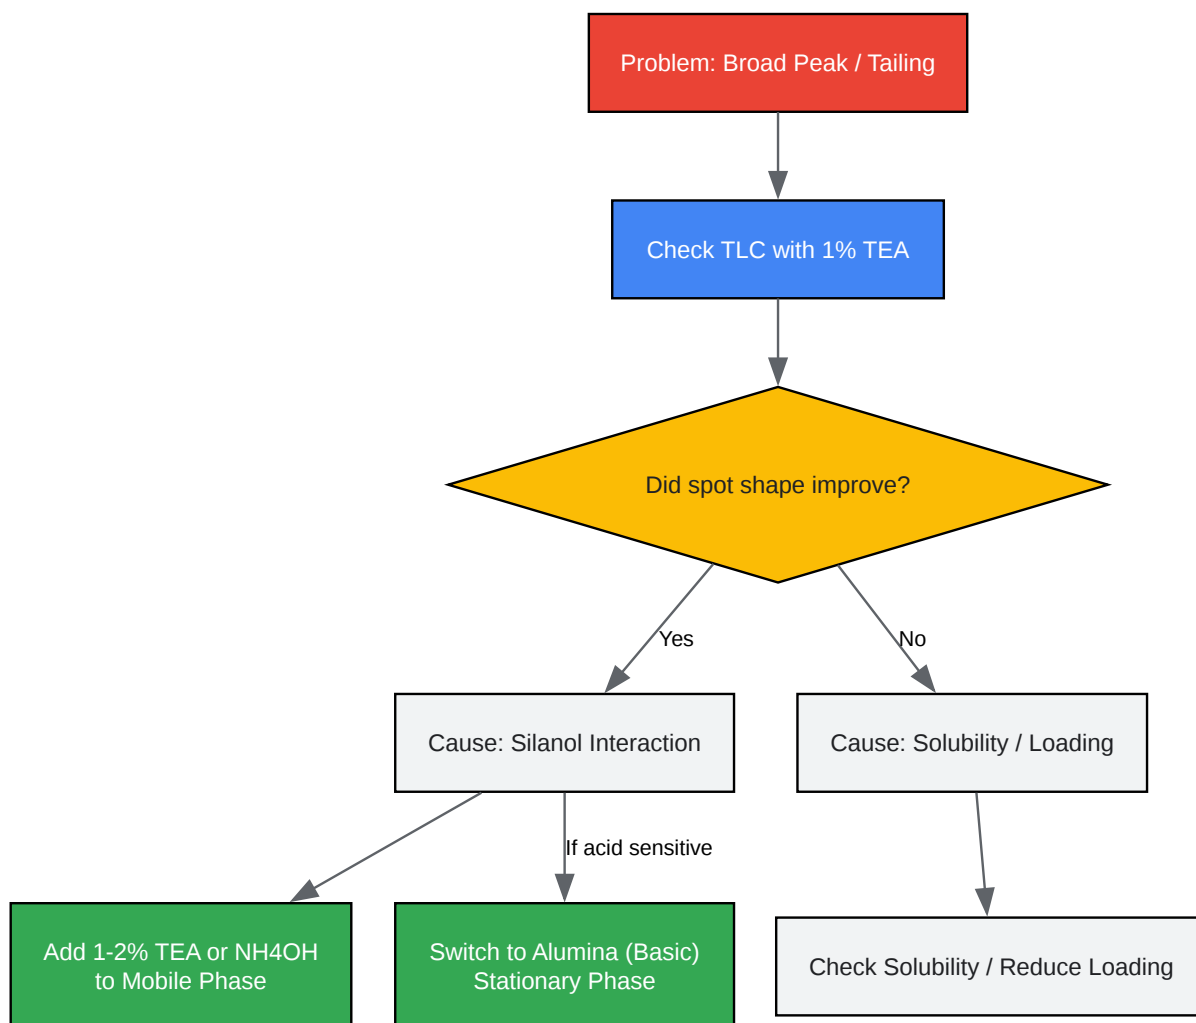 Problem: Broad Peak / Tailing
Check TLC with 1% TEA
Did spot shape improve?
Yes
No
Cause: Silanol Interaction
Cause: Solubility / Loading
If acid sensitive
Add 1-2% TEA or NH4OH
to Mobile Phase
Switch to Alumina (Basic)
Stationary Phase
Check Solubility / Reduce Loading